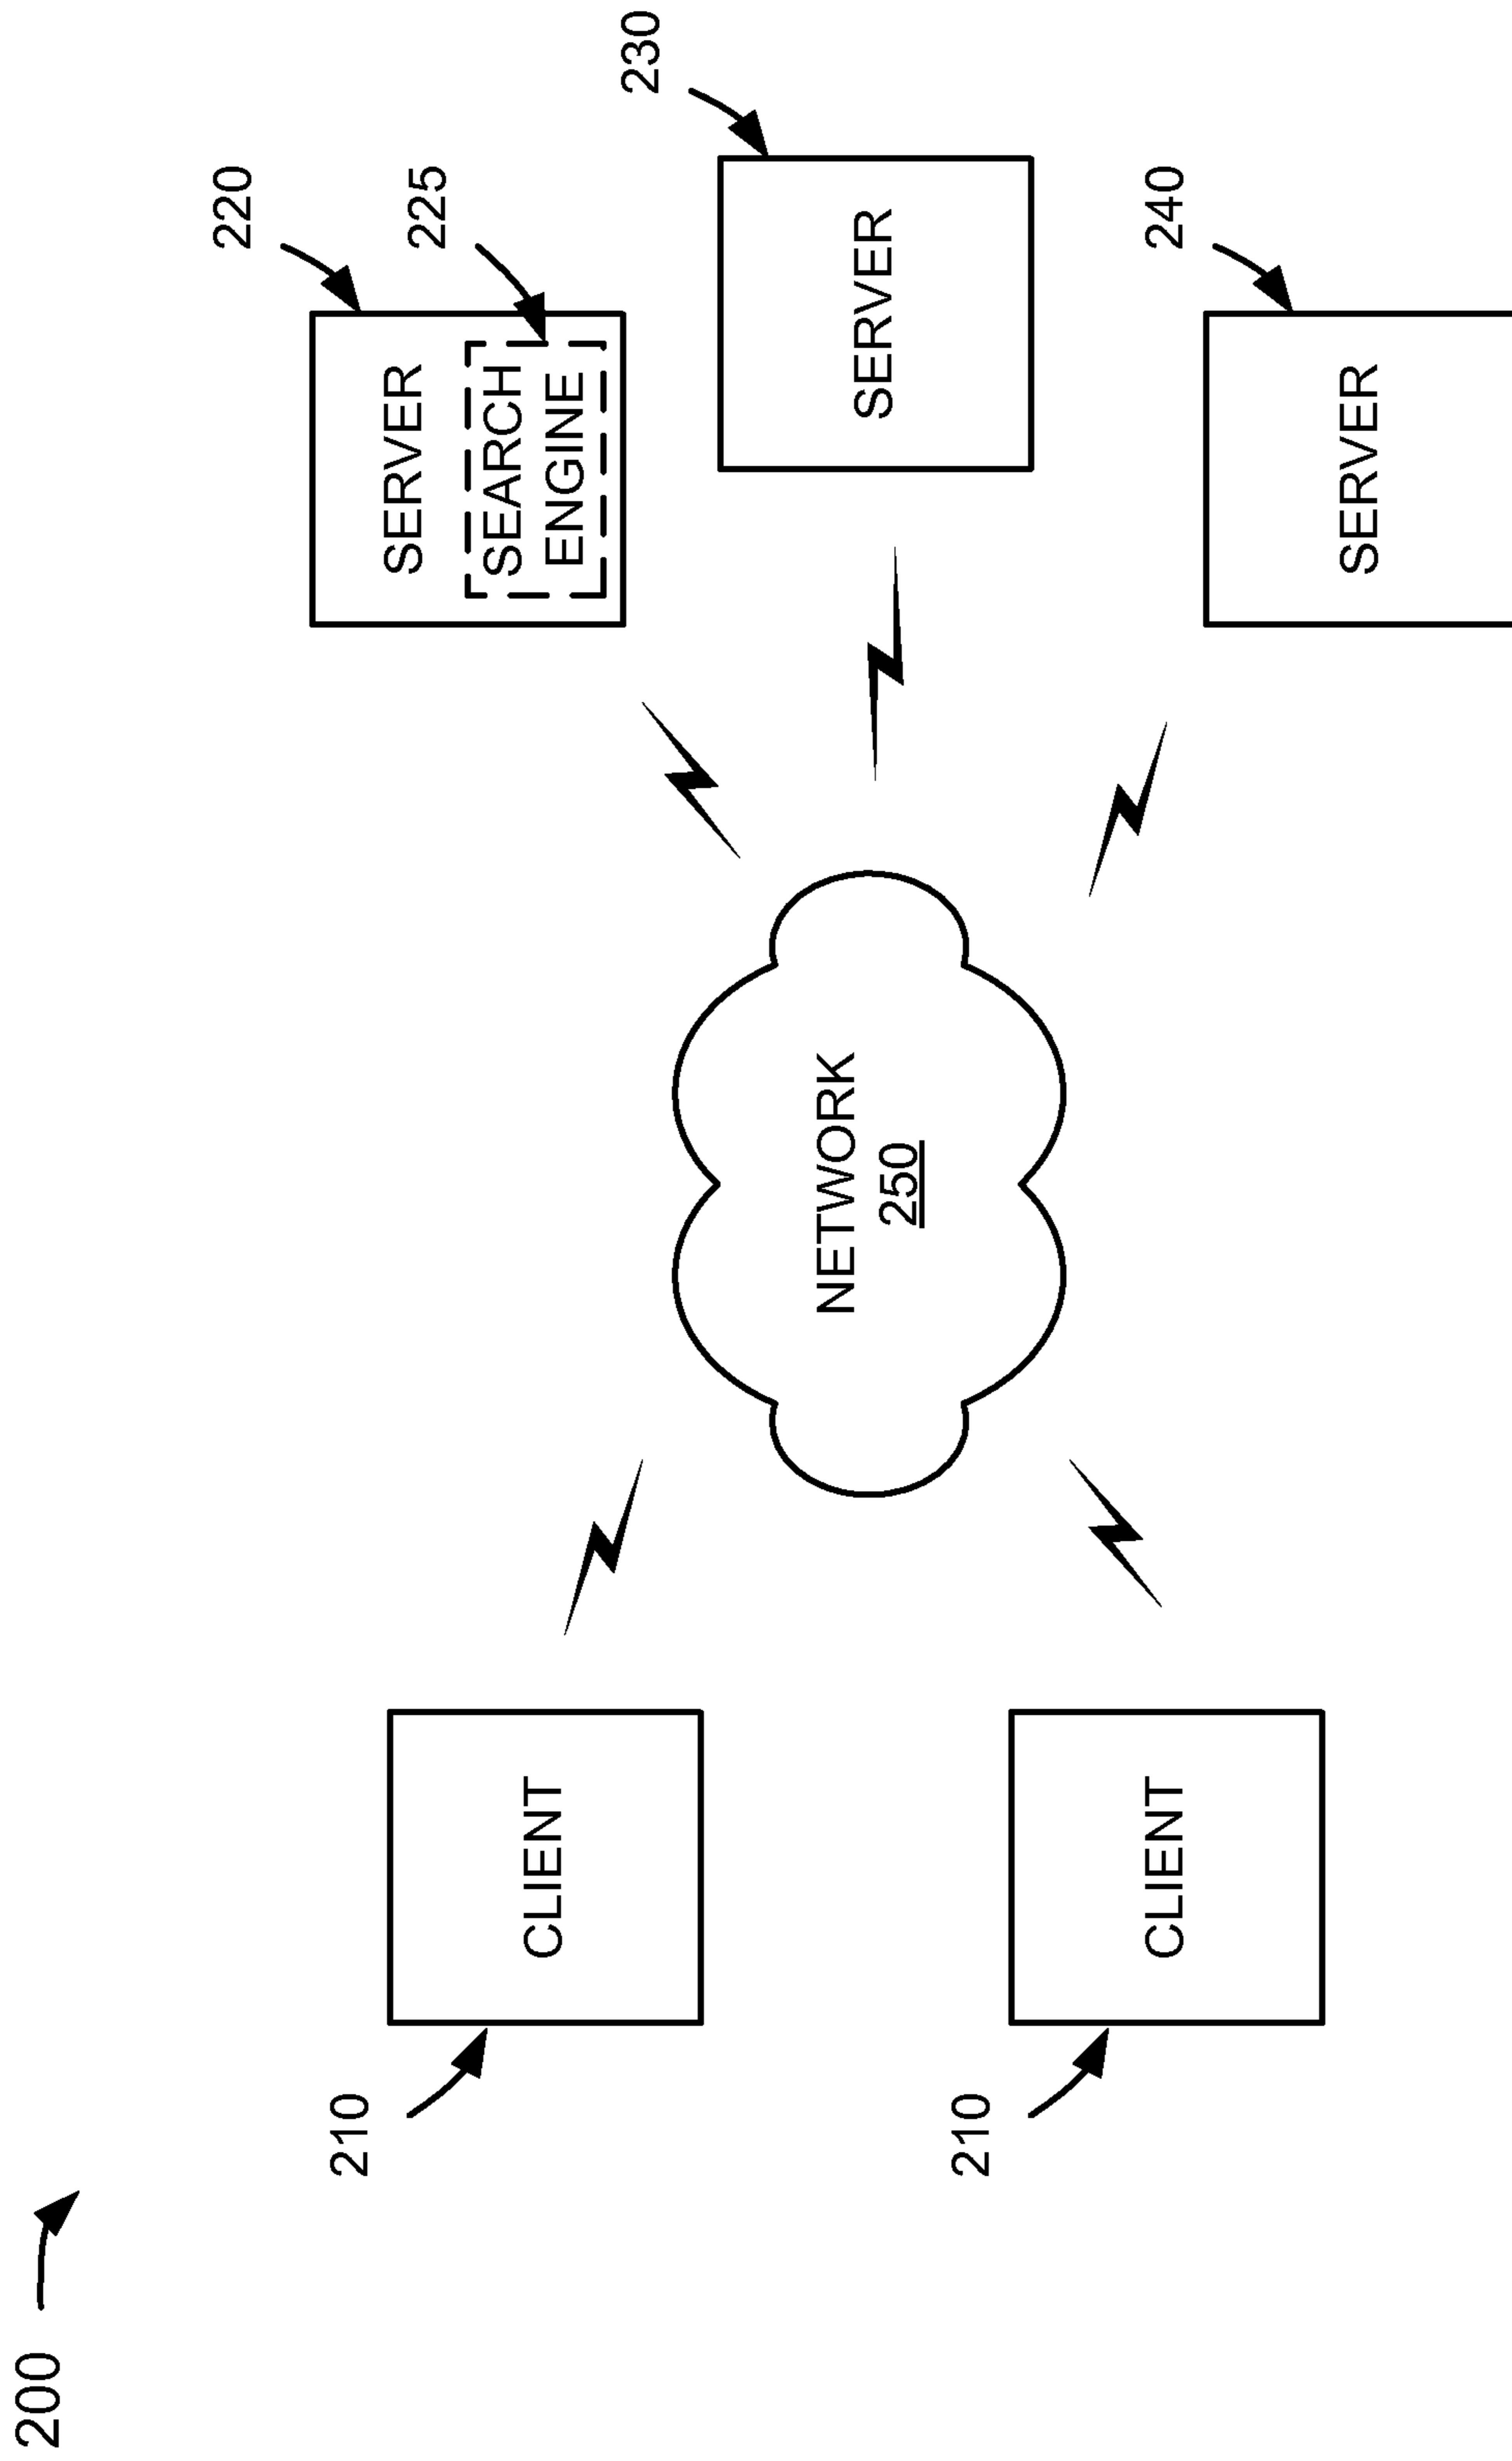 200
210
CLIENT
210
CLIENT
NETWORK
250
220
SERVER
225
SEARCH
ENGINE
230
SERVER
240
SERVER